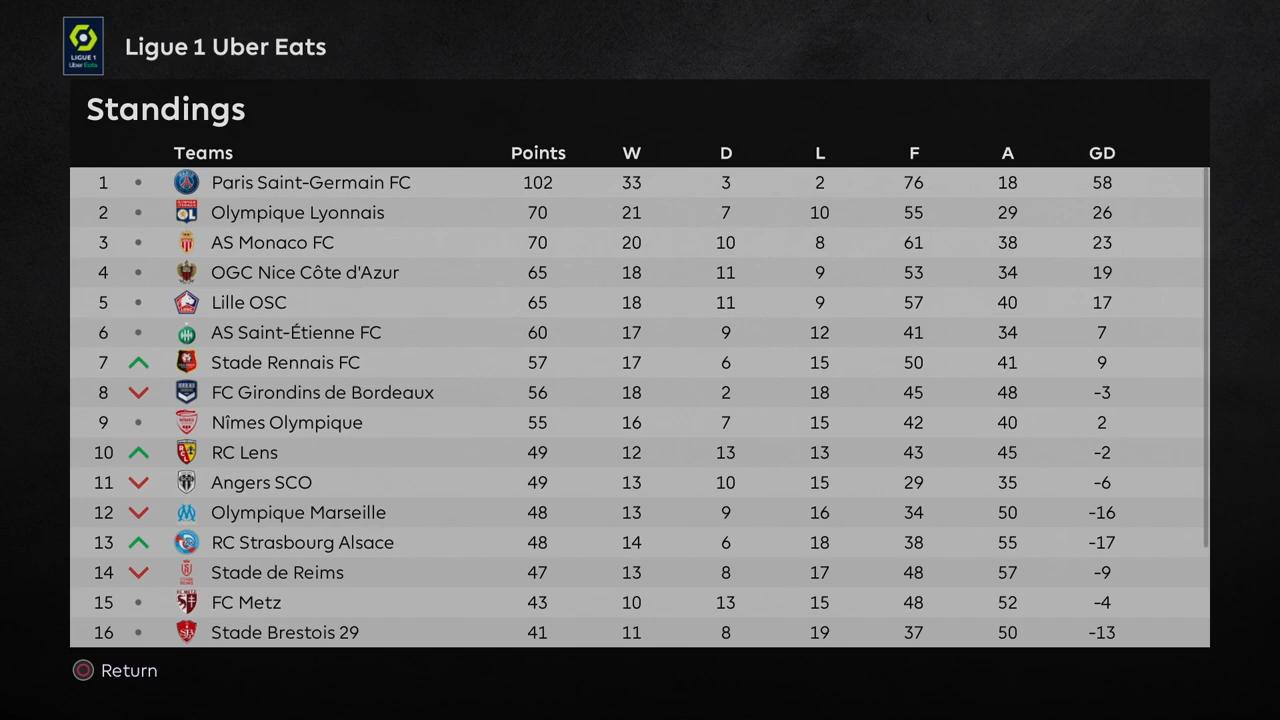 LIGUE 1
Uber Eats
Ligue 1 Uber Eats
Standings
Teams Points W D L F A GD
1 Paris Saint-Germain FC 102 33 3 2 76 18 58
2 Olympique Lyonnais 70 21 7 10 55 29 26
3 AS Monaco FC 70 20 10 8 61 38 23
4 OGC Nice Côte d'Azur 65 18 11 9 53 34 19
5 Lille OSC 65 18 11 9 57 40 17
6 AS Saint-Étienne FC 60 17 9 12 41 34 7
7 Stade Rennais FC 57 17 6 15 50 41 9
8 FC Girondins de Bordeaux 56 18 2 18 45 48 -3
9 Nîmes Olympique 55 16 7 15 42 40 2
10 RC Lens 49 12 13 13 43 45 -2
11 Angers SCO 49 13 10 15 29 35 -6
12 Olympique Marseille 48 13 9 16 34 50 -16
13 RC Strasbourg Alsace 48 14 6 18 38 55 -17
14 Stade de Reims 47 13 8 17 48 57 -9
15 FC Metz 43 10 13 15 48 52 -4
16 Stade Brestois 29 41 11 8 19 37 50 -13
Return